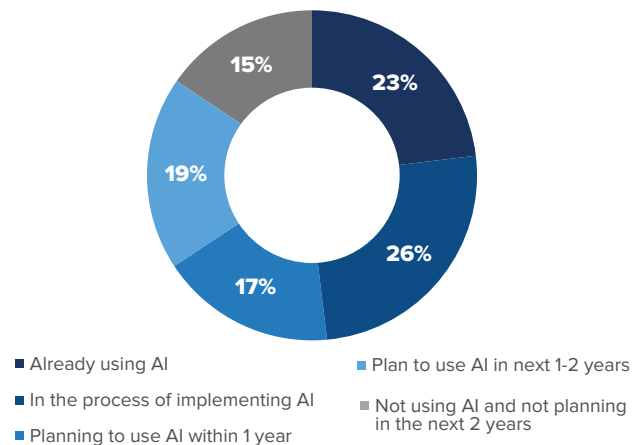 15%
23%
19%
26%
17%
Already using AI
In the process of implementing AI
Planning to use AI within 1 year
Plan to use AI in next 1-2 years
Not using AI and not planning
in the next 2 years